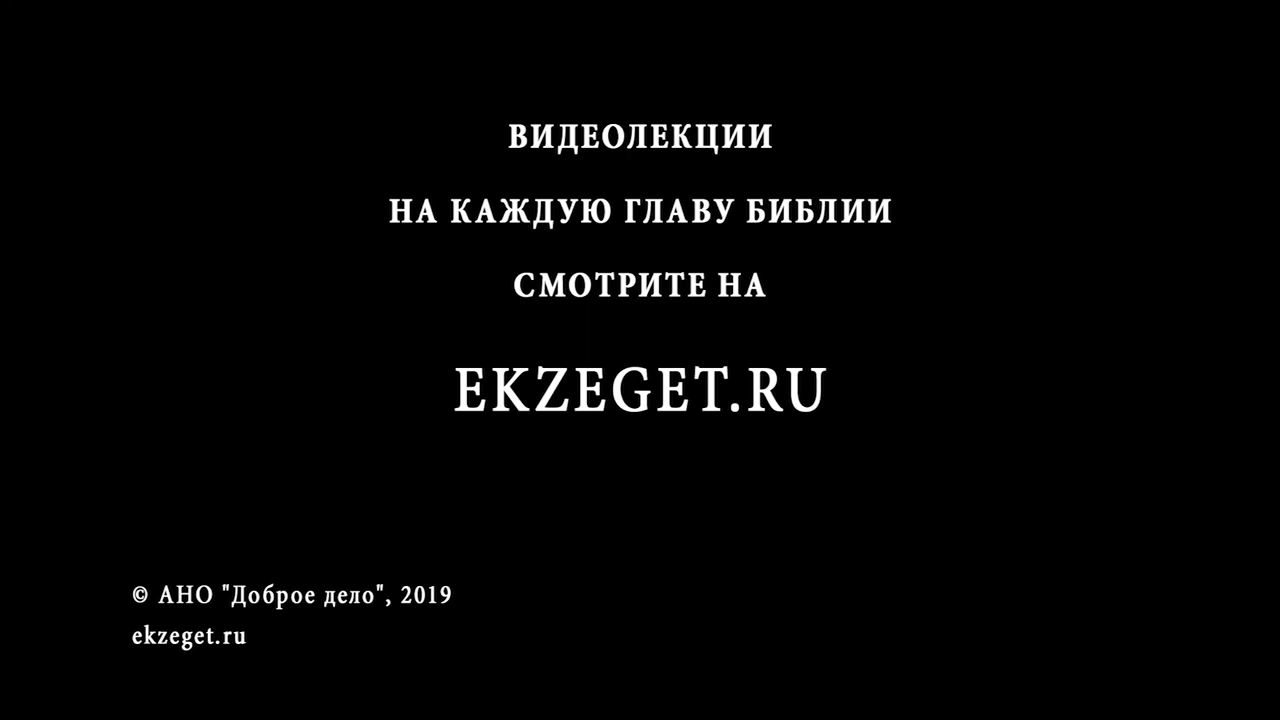 ВИДЕОЛЕКЦИИ
НА КАЖДУЮ ГЛАВУ БИБЛИИ
СМОТРИТЕ НА
EKZEGET.RU
© АНО "Доброе дело", 2019
ekzeget.ru